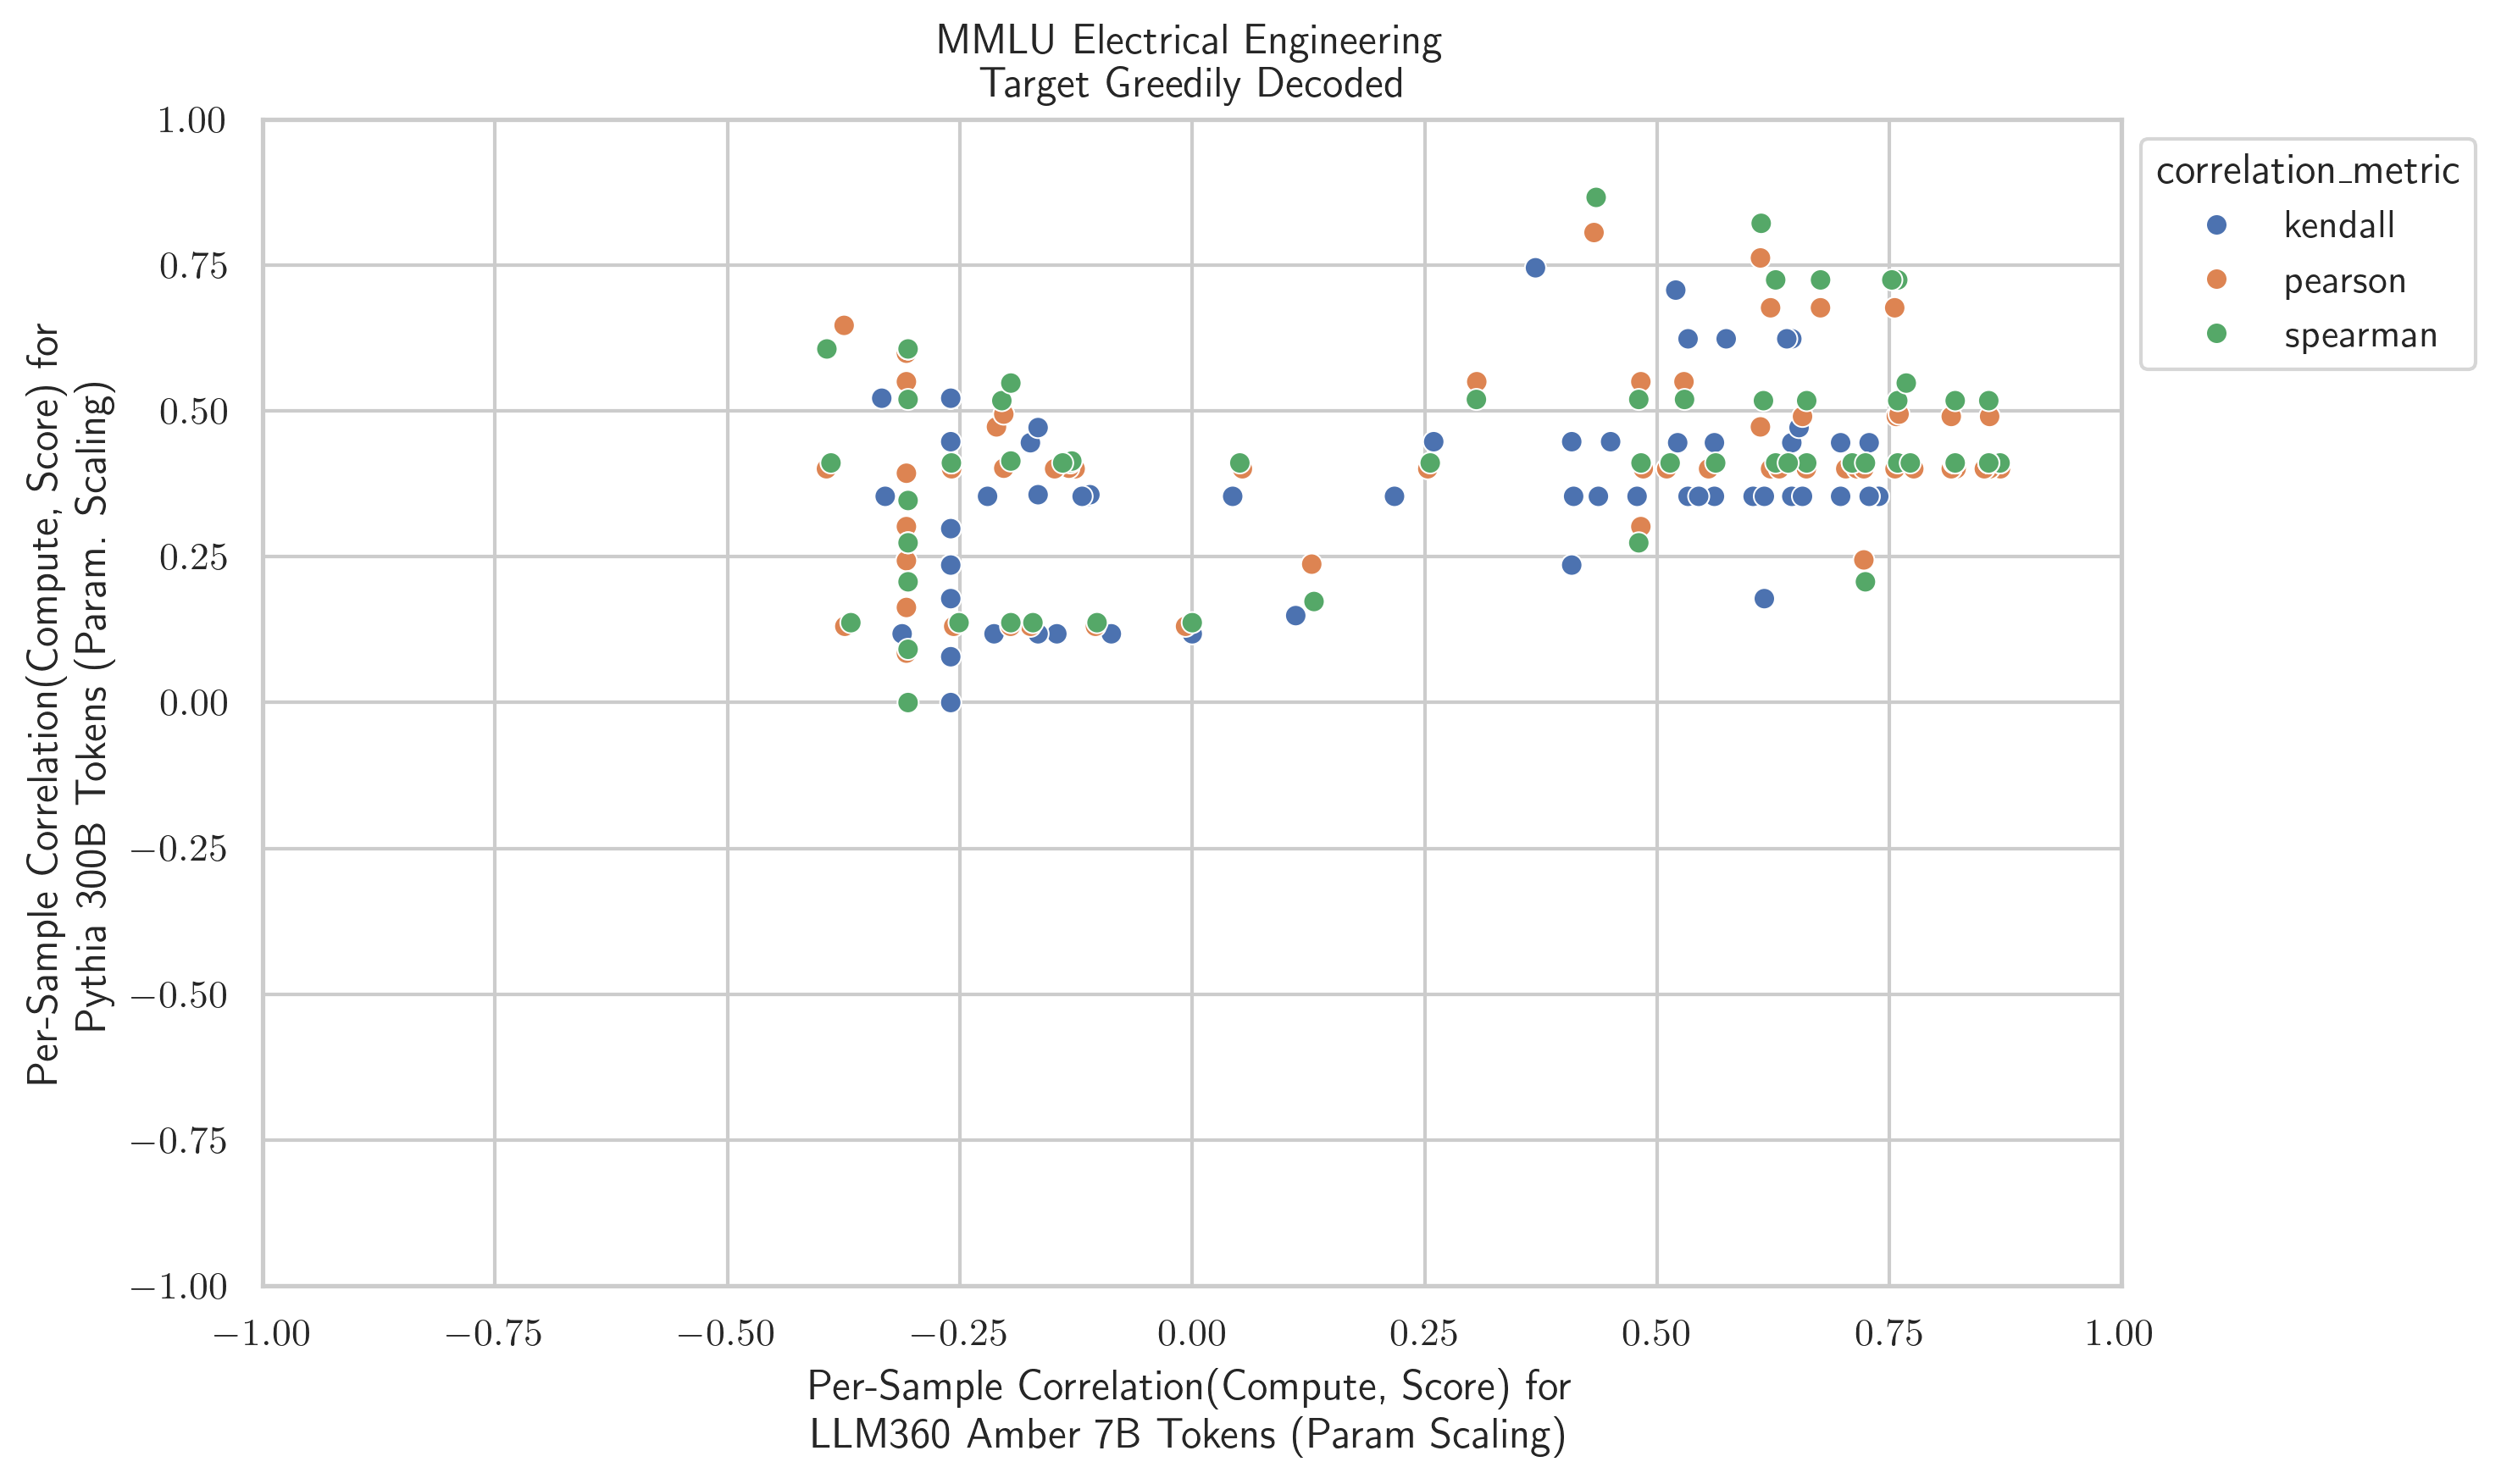 MMLU Electrical Engineering
Target Greedily Decoded
1.00
0.75
0.50
0.25
0.00
−0.25
−0.50
−0.75
−1.00
Per-Sample Correlation(Compute, Score) for
Pythia 300B Tokens (Param. Scaling)
correlation_metric
kendall
pearson
spearman
−1.00
−0.75
−0.50
−0.25
0.00
0.25
0.50
0.75
1.00
Per-Sample Correlation(Compute, Score) for
LLM360 Amber 7B Tokens (Param Scaling)